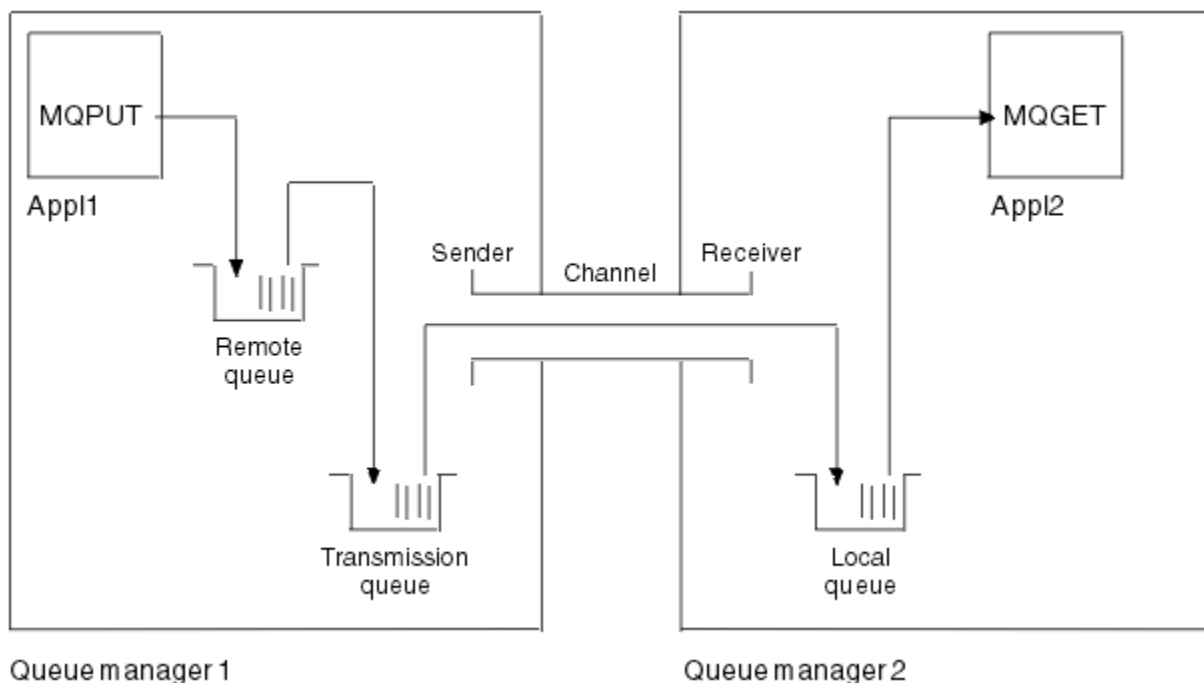 MQPUT
Appl1
MQGET
Appl2
Sender
Channel
Receiver
Remote
queue
Transmission
queue
Local
queue
Queue manager 1
Queue manager 2